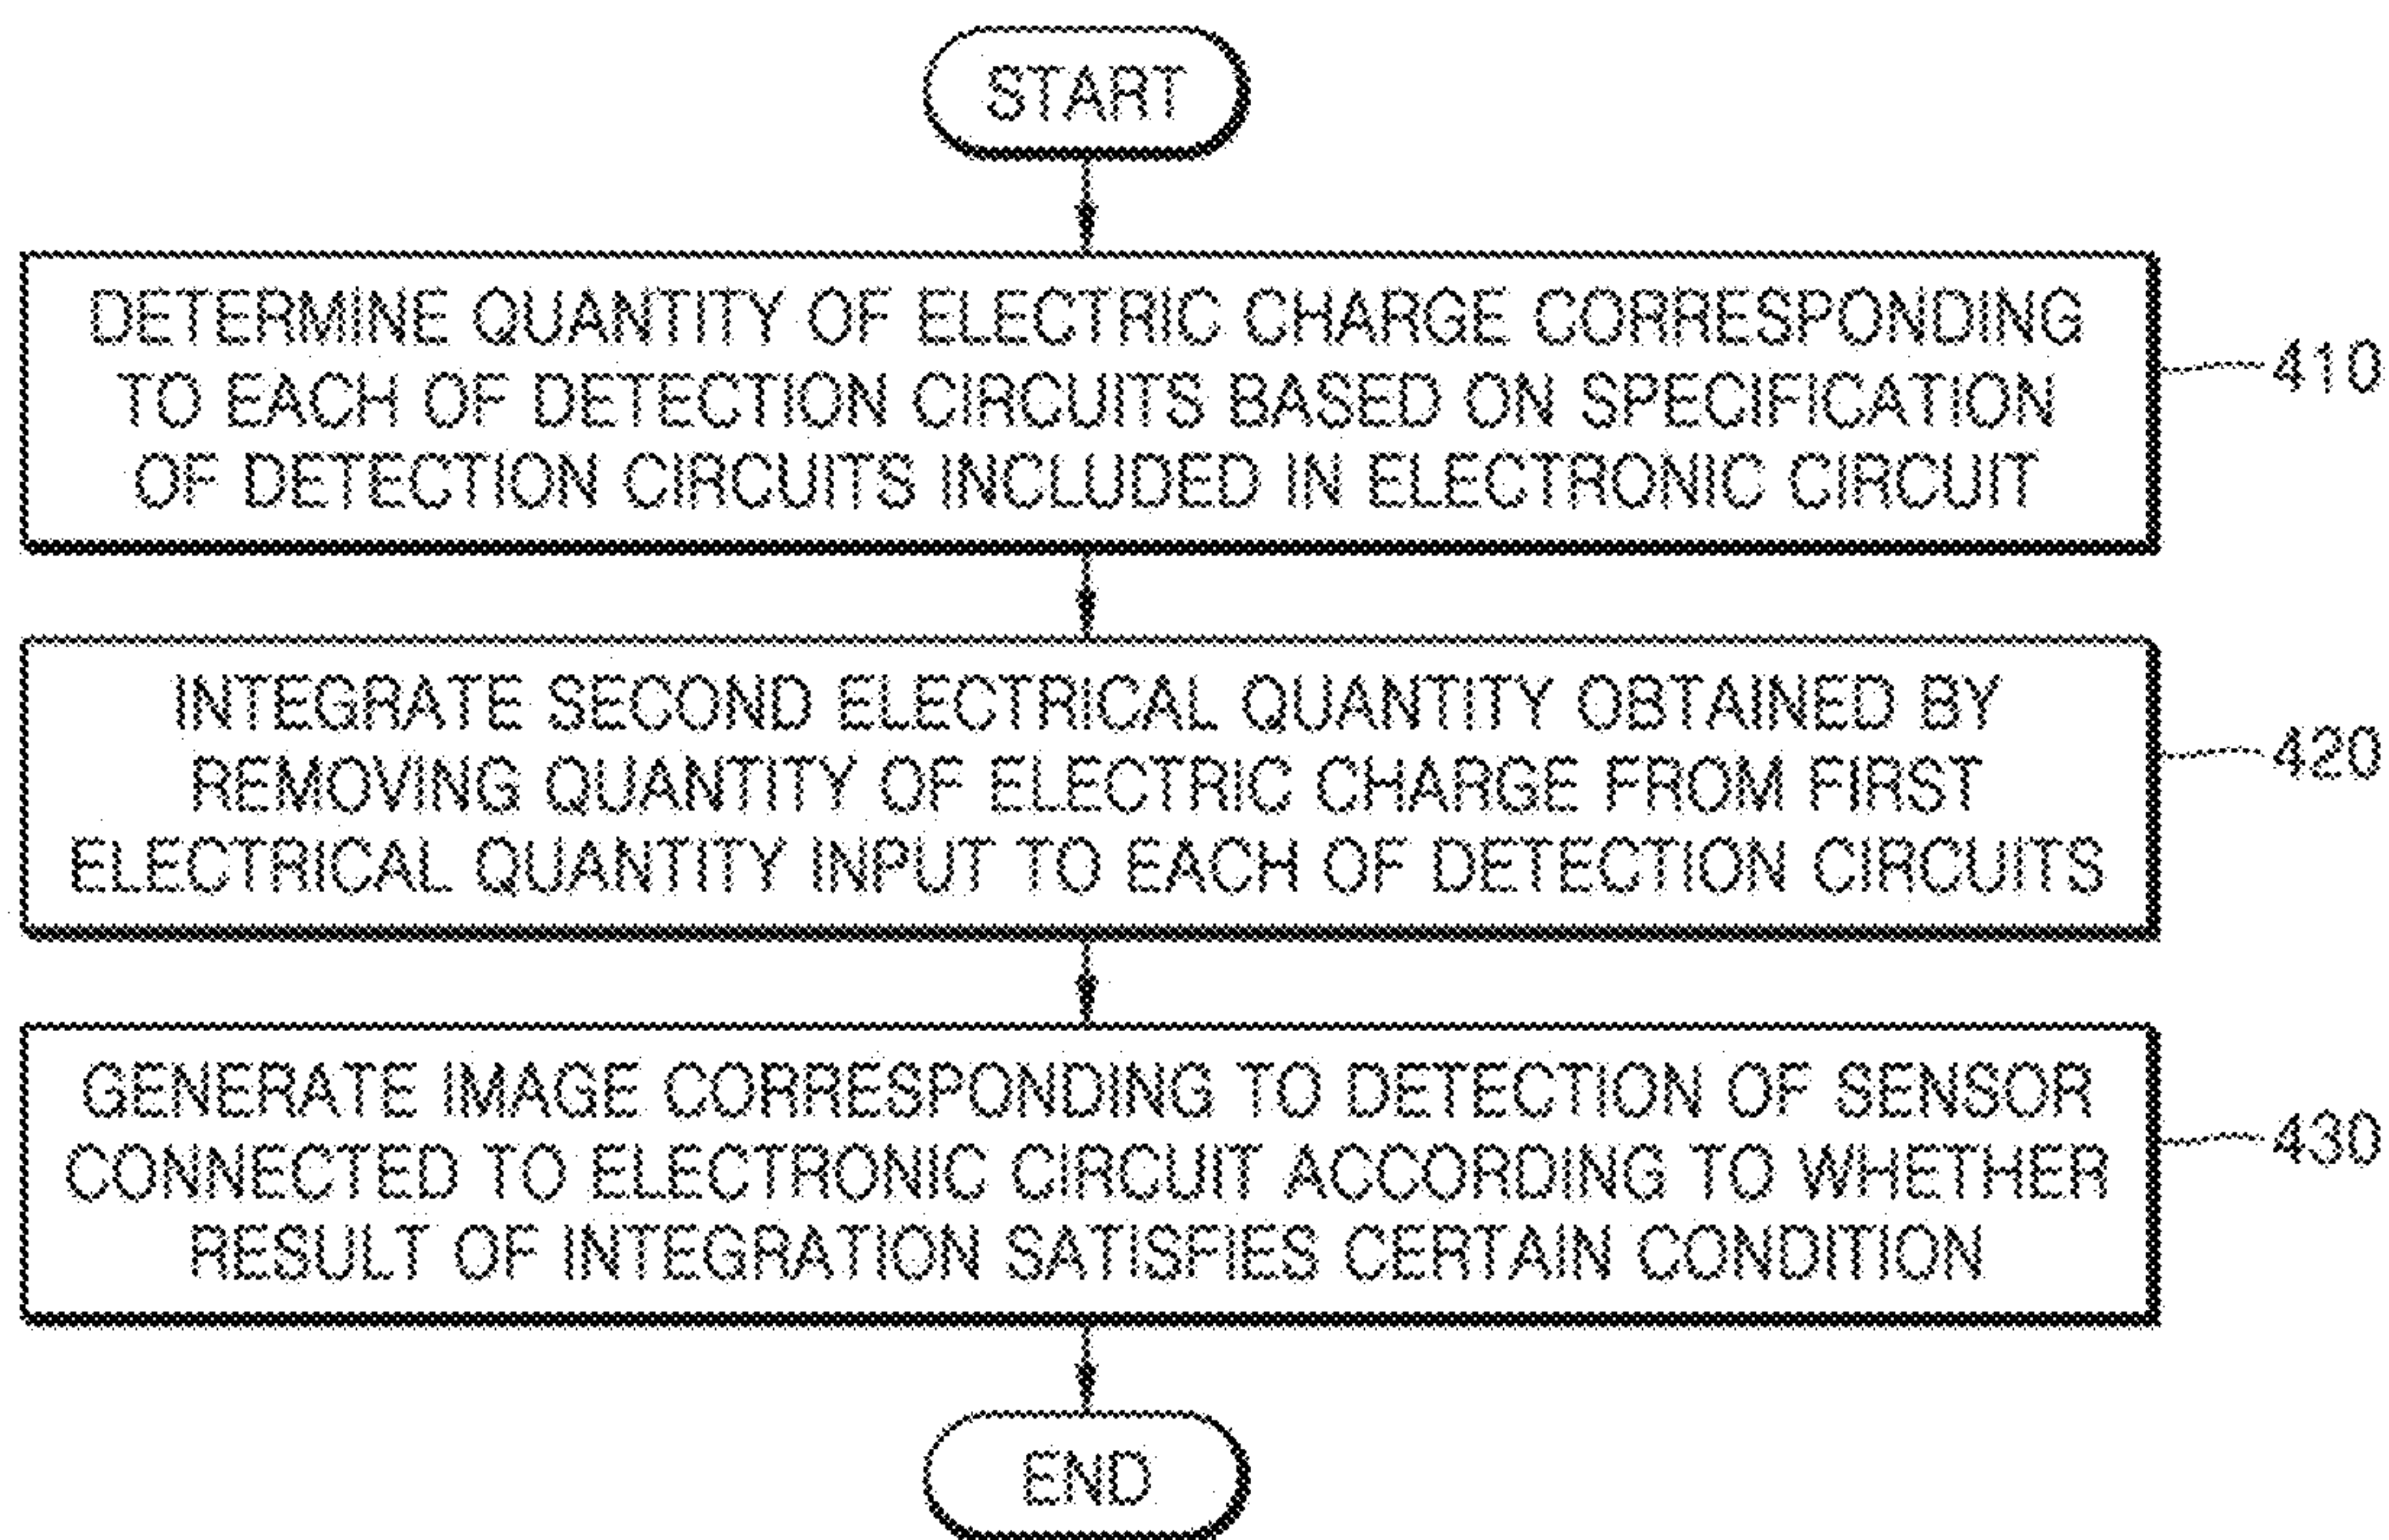 START
DETERMINE QUANTITY OF ELECTRIC CHARGE CORRESPONDING
TO EACH OF DETECTION CIRCUITS BASED ON SPECIFICATION
OF DETECTION CIRCUITS INCLUDED IN ELECTRONIC CIRCUIT
410
INTEGRATE SECOND ELECTRICAL QUANTITY OBTAINED BY
REMOVING QUANTITY OF ELECTRIC CHARGE FROM FIRST
ELECTRICAL QUANTITY INPUT TO EACH OF DETECTION CIRCUITS
420
GENERATE IMAGE CORRESPONDING TO DETECTION OF SENSOR
CONNECTED TO ELECTRONIC CIRCUIT ACCORDING TO WHETHER
RESULT OF INTEGRATION SATISFIES CERTAIN CONDITION
430
END